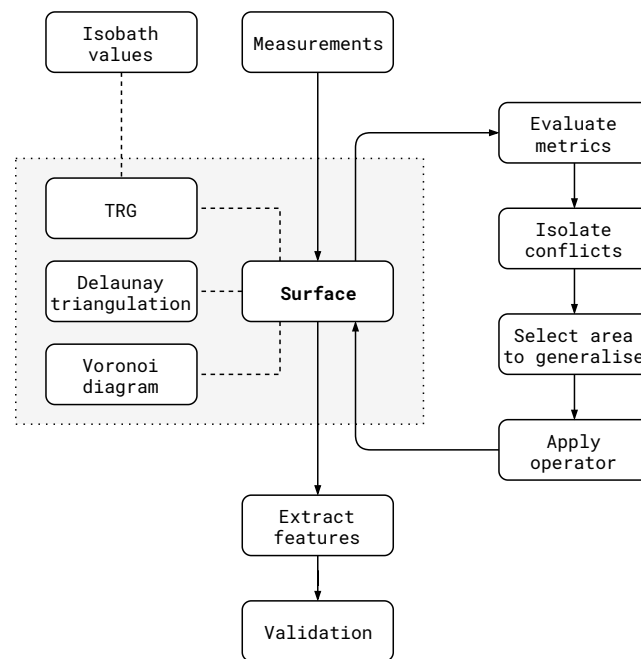 Isobath
values
Measurements
Evaluate
metrics
TRG
Isolate
conflicts
Delaunay
triangulation
Surface
Select area
to generalise
Voronoi
diagram
Apply
operator
Extract
features
Validation